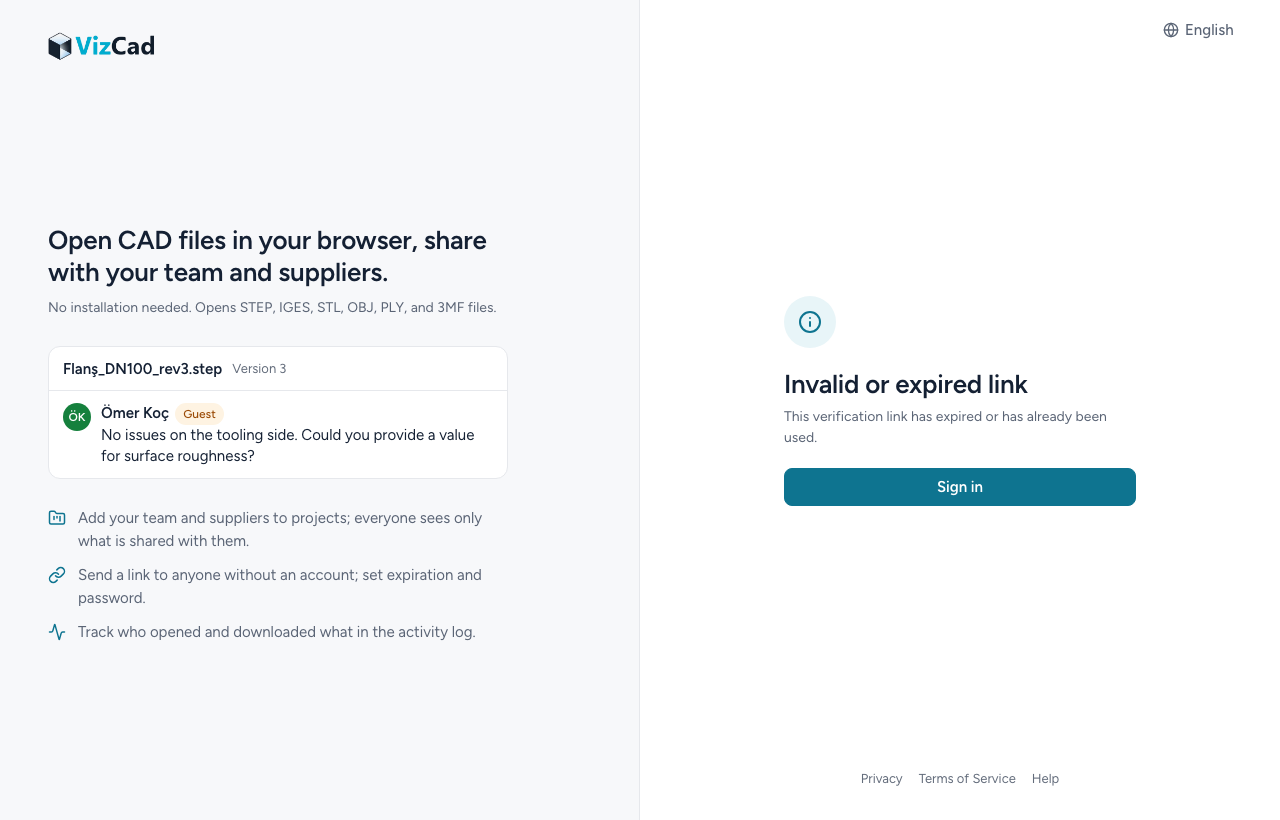 VizCad
Open CAD files in your browser, share
with your team and suppliers.
No installation needed. Opens STEP, IGES, STL, OBJ, PLY, and 3MF files.
Flanş_DN100_rev3.step Version 3
ÖK
Ömer Koç Guest
No issues on the tooling side. Could you provide a value
for surface roughness?
Add your team and suppliers to projects; everyone sees only
what is shared with them.
Send a link to anyone without an account; set expiration and
password.
Track who opened and downloaded what in the activity log.
English
Invalid or expired link
This verification link has expired or has already been
used.
Sign in
Privacy Terms of Service Help